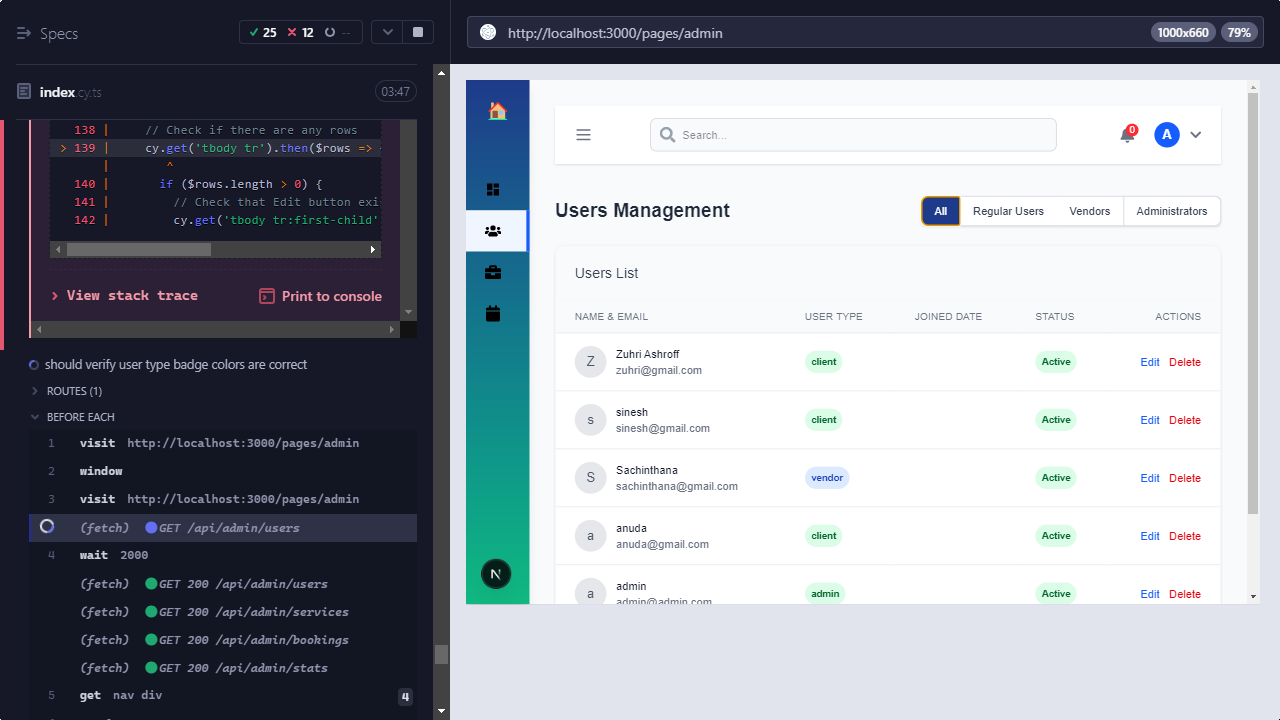 Specs
25 12 --
index.cy.ts
03:47
138 | // Check if there are any rows
> 139 | cy.get('tbody tr').then($rows =>
| ^
140 | if ($rows.length > 0) {
141 | // Check that Edit button exi
142 | cy.get('tbody tr:first-child'
View stack trace
Print to console
should verify user type badge colors are correct
ROUTES (1)
BEFORE EACH
1 visit http://localhost:3000/pages/admin
2 window
3 visit http://localhost:3000/pages/admin
(fetch) GET /api/admin/users
4 wait 2000
(fetch) GET 200 /api/admin/users
(fetch) GET 200 /api/admin/services
(fetch) GET 200 /api/admin/bookings
(fetch) GET 200 /api/admin/stats
5 get nav div 4
http://localhost:3000/pages/admin
1000x660
79%
Search...
0
A
Users Management
All
Regular Users
Vendors
Administrators
Users List
NAME & EMAIL USER TYPE JOINED DATE STATUS ACTIONS
Z Zuhri Ashroff client Active Edit Delete
zuhri@gmail.com
s sinesh client Active Edit Delete
sinesh@gmail.com
S Sachinthana vendor Active Edit Delete
sachinthana@gmail.com
a anuda client Active Edit Delete
anuda@gmail.com
a admin admin Active Edit Delete
admin@admin.com
N